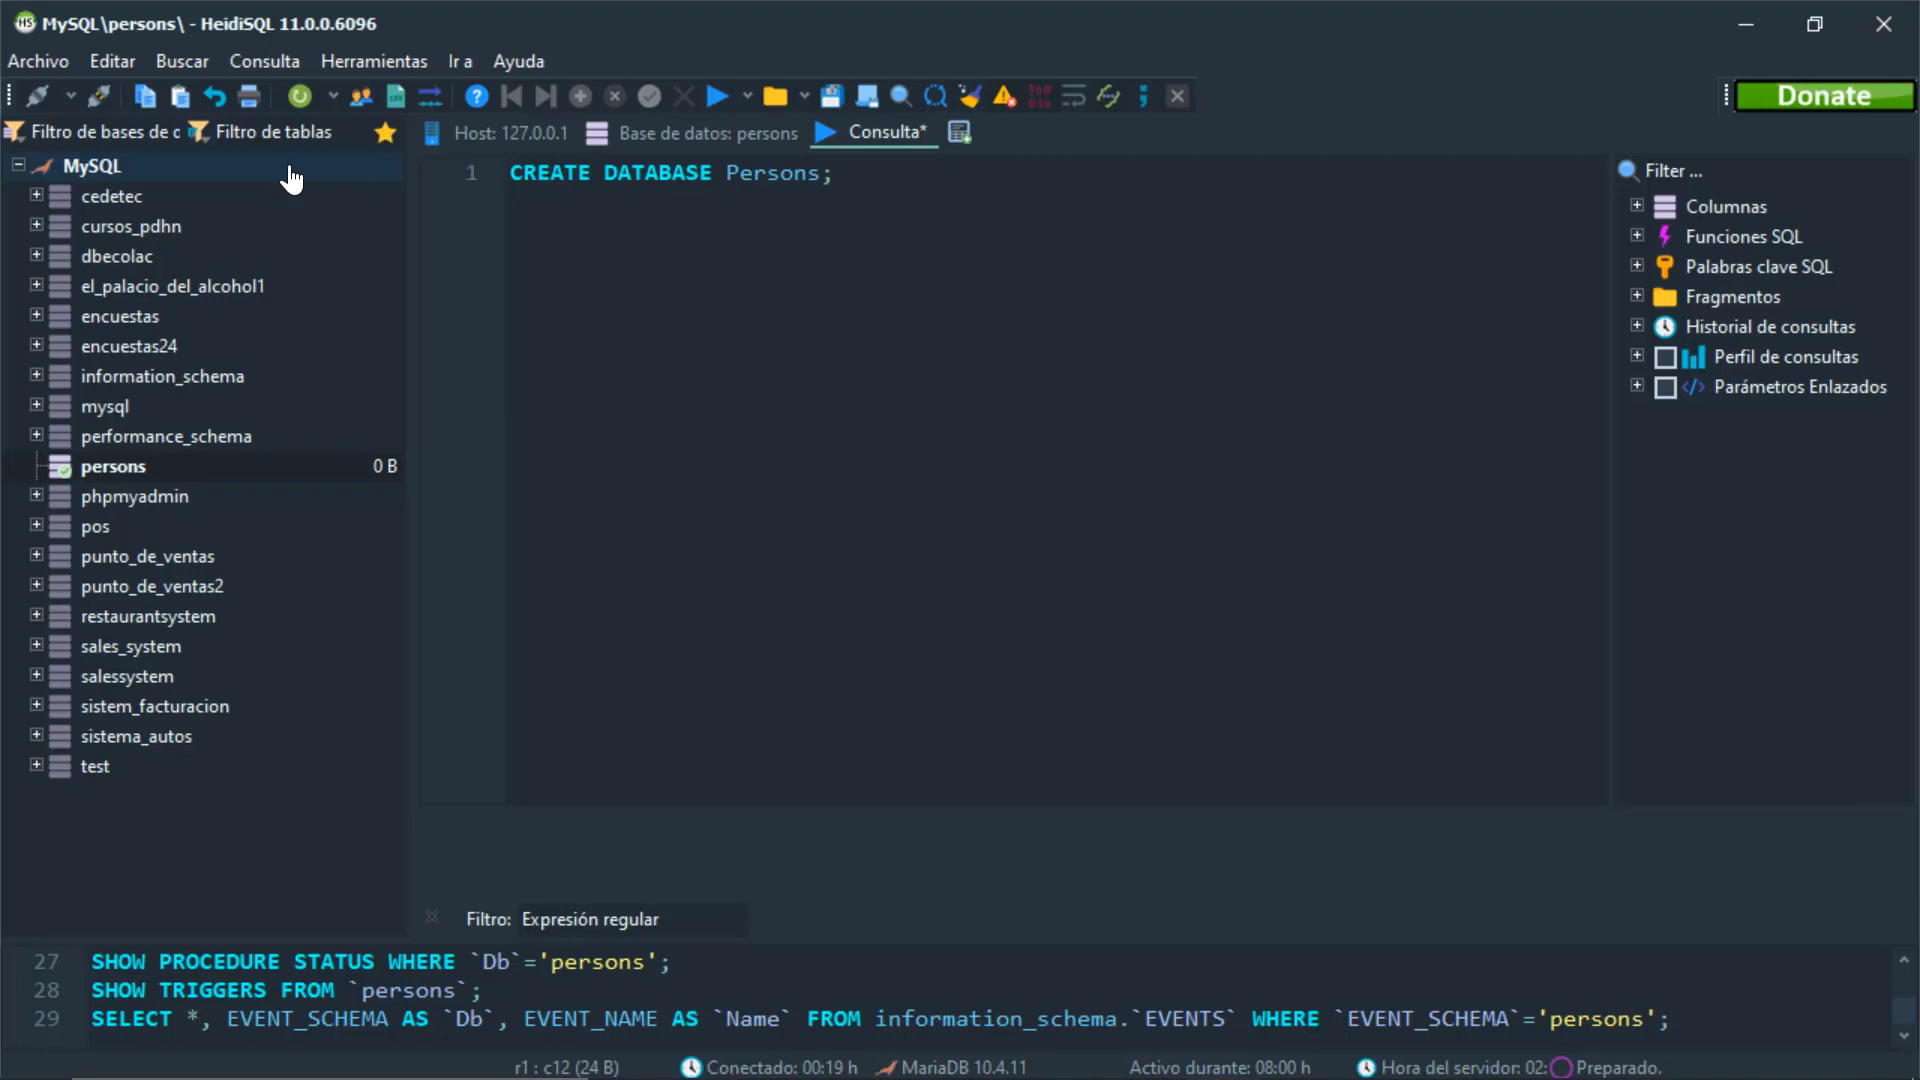 MySQL\persons\ - HeidiSQL 11.0.0.6096
Archivo Editar Buscar Consulta Herramientas Ir a Ayuda
Donate
Filtro de bases de d Filtro de tablas
Host: 127.0.0.1 Base de datos: persons Consulta*
MySQL
cedetec
cursos_pdhn
dbecolac
el_palacio_del_alcohol1
encuestas
encuestas24
information_schema
mysql
performance_schema
persons 0 B
phpmyadmin
pos
punto_de_ventas
punto_de_ventas2
restaurantsystem
sales_system
salessystem
sistem_facturacion
sistema_autos
test
1 CREATE DATABASE Persons;
Filter ...
Columnas
Funciones SQL
Palabras clave SQL
Fragmentos
Historial de consultas
Perfil de consultas
Parámetros Enlazados
Filtro: Expresión regular
27 SHOW PROCEDURE STATUS WHERE `Db`='persons';
28 SHOW TRIGGERS FROM `persons`;
29 SELECT *, EVENT_SCHEMA AS `Db`, EVENT_NAME AS `Name` FROM information_schema.`EVENTS` WHERE `EVENT_SCHEMA`='persons';
r1 : c12 (24 B) Conectado: 00:19 h MariaDB 10.4.11 Activo durante: 08:00 h Hora del servidor: 02: Preparado.